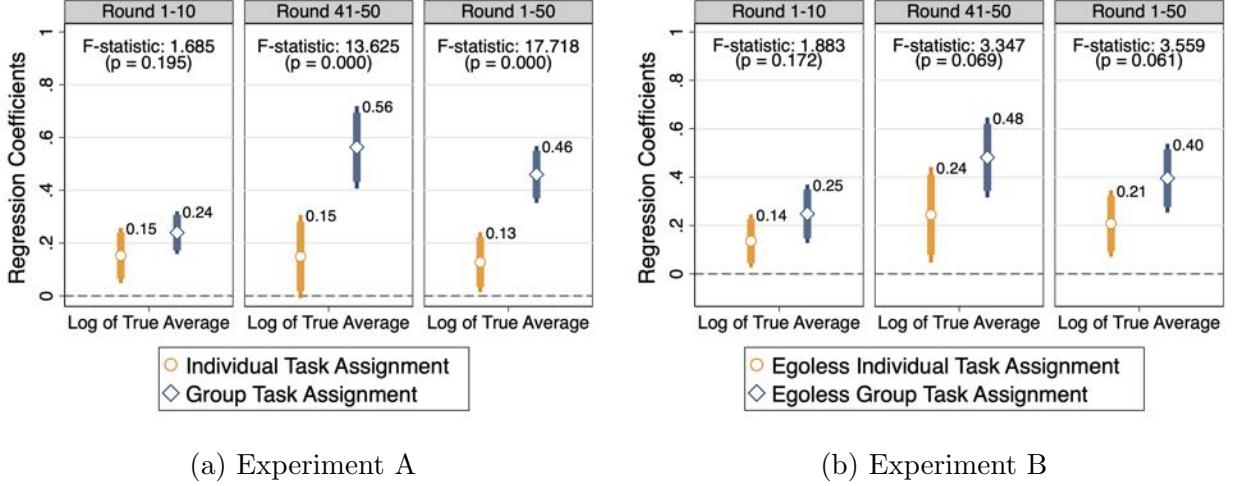 Round 1-10
Round 41-50
Round 1-50
F-statistic: 1.685
(p = 0.195)
F-statistic: 13.625
(p = 0.000)
F-statistic: 17.718
(p = 0.000)
Regression Coefficients
1
.8
.6
.4
.2
0
0.15
0.24
0.15
0.56
0.13
0.46
Log of True Average
Log of True Average
Log of True Average
Individual Task Assignment
Group Task Assignment
(a) Experiment A
Round 1-10
Round 41-50
Round 1-50
F-statistic: 1.883
(p = 0.172)
F-statistic: 3.347
(p = 0.069)
F-statistic: 3.559
(p = 0.061)
Regression Coefficients
1
.8
.6
.4
.2
0
0.14
0.25
0.24
0.48
0.21
0.40
Log of True Average
Log of True Average
Log of True Average
Egoless Individual Task Assignment
Egoless Group Task Assignment
(b) Experiment B